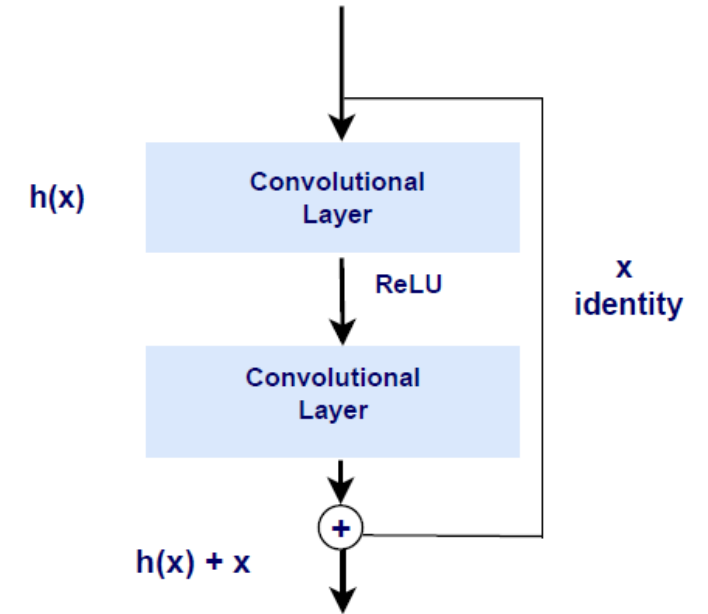 Convolutional
Layer
h(x)
ReLU
x
identity
Convolutional
Layer
+
h(x) + x